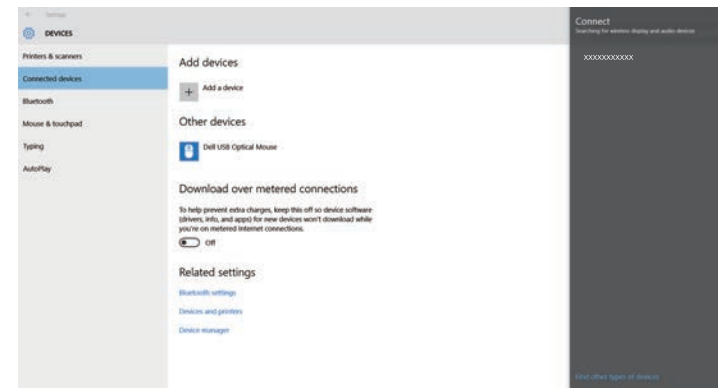 Settings
DEVICES
Printers & scanners
Connected devices
Bluetooth
Mouse & touchpad
Typing
AutoPlay
Add devices
Add a device
Other devices
Dell USB Optical Mouse
Download over metered connections
To help prevent extra charges, keep this off so device software
(drivers, info, and apps) for new devices won't download while
you're on metered Internet connections.
Off
Related settings
Bluetooth settings
Devices and printers
Device manager
Connect
Searching for wireless display and audio devices
xxxxxxxxxxx
Find other types of devices